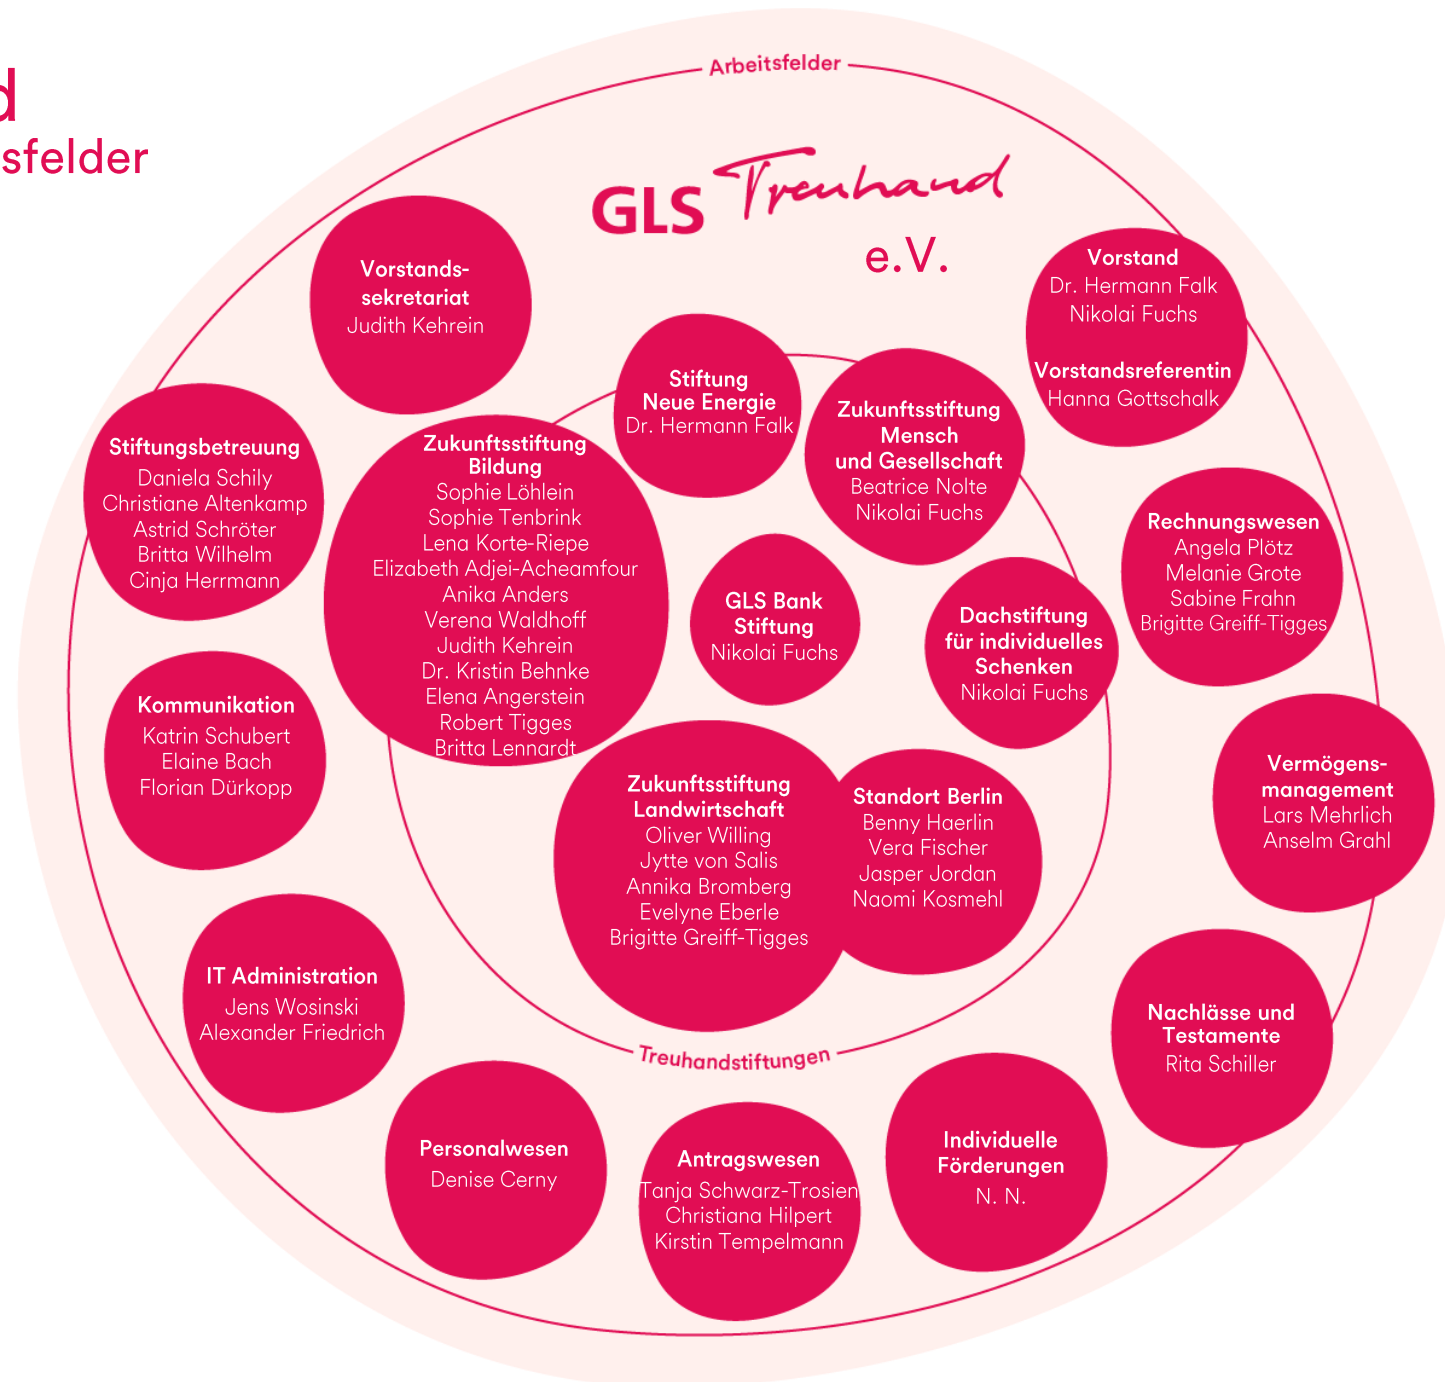 d
sfelder
Arbeitsfelder
GLS Treuhand
e.V.
Vorstands-
sekretariat
Judith Kehrein
Vorstand
Dr. Hermann Falk
Nikolai Fuchs
Vorstandsreferentin
Hanna Gottschalk
Stiftung
Neue Energie
Dr. Hermann Falk
Zukunftsstiftung
Mensch
und Gesellschaft
Beatrice Nolte
Nikolai Fuchs
Stiftungsbetreuung
Daniela Schily
Christiane Altenkamp
Astrid Schröter
Britta Wilhelm
Cinja Herrmann
Zukunftsstiftung
Bildung
Sophie Löhlein
Sophie Tenbrink
Lena Korte-Riepe
Elizabeth Adjei-Acheamfour
Anika Anders
Verena Waldhoff
Judith Kehrein
Dr. Kristin Behnke
Elena Angerstein
Robert Tigges
Britta Lennardt
Rechnungswesen
Angela Plötz
Melanie Grote
Sabine Frahn
Brigitte Greiff-Tigges
GLS Bank
Stiftung
Nikolai Fuchs
Dachstiftung
für individuelles
Schenken
Nikolai Fuchs
Kommunikation
Katrin Schubert
Elaine Bach
Florian Dürkopp
Zukunftsstiftung
Landwirtschaft
Oliver Willing
Jytte von Salis
Annika Bromberg
Evelyne Eberle
Brigitte Greiff-Tigges
Standort Berlin
Benny Haerlin
Vera Fischer
Jasper Jordan
Naomi Kosmehl
Vermögens-
management
Lars Mehrlich
Anselm Grahl
IT Administration
Jens Wosinski
Alexander Friedrich
Nachlässe und
Testamente
Rita Schiller
Treuhandstiftungen
Personalwesen
Denise Cerny
Antragswesen
Tanja Schwarz-Trosien
Christiana Hilpert
Kirstin Tempelmann
Individuelle
Förderungen
N. N.